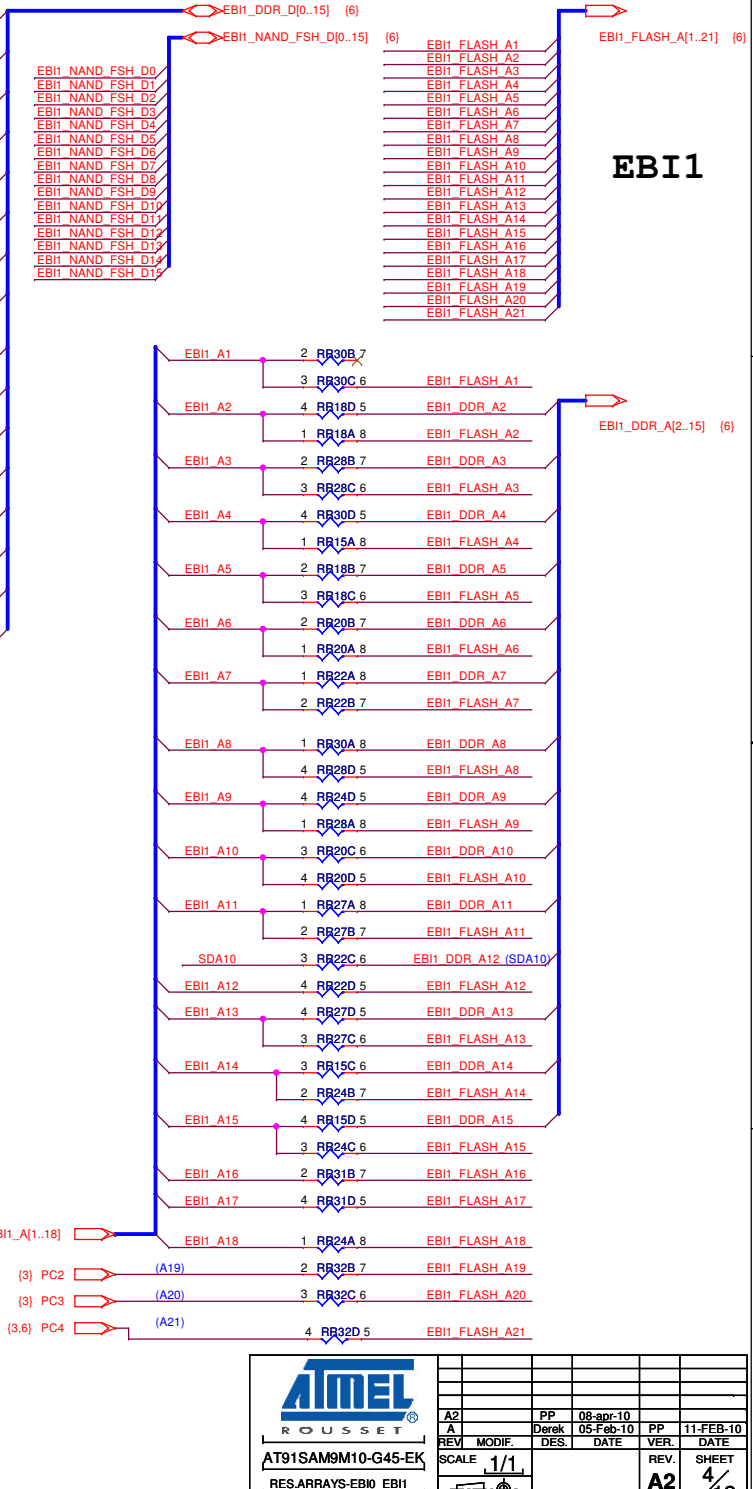 EBI1_DDR_D[0..15] {6}
EBI1_NAND_FSH_D[0..15] {6}
EBI1_NAND_FSH_D0
EBI1_NAND_FSH_D1
EBI1_NAND_FSH_D2
EBI1_NAND_FSH_D3
EBI1_NAND_FSH_D4
EBI1_NAND_FSH_D5
EBI1_NAND_FSH_D6
EBI1_NAND_FSH_D7
EBI1_NAND_FSH_D8
EBI1_NAND_FSH_D9
EBI1_NAND_FSH_D10
EBI1_NAND_FSH_D11
EBI1_NAND_FSH_D12
EBI1_NAND_FSH_D13
EBI1_NAND_FSH_D14
EBI1_NAND_FSH_D15
EBI1_FLASH_A1
EBI1_FLASH_A2
EBI1_FLASH_A3
EBI1_FLASH_A4
EBI1_FLASH_A5
EBI1_FLASH_A6
EBI1_FLASH_A7
EBI1_FLASH_A8
EBI1_FLASH_A9
EBI1_FLASH_A10
EBI1_FLASH_A11
EBI1_FLASH_A12
EBI1_FLASH_A13
EBI1_FLASH_A14
EBI1_FLASH_A15
EBI1_FLASH_A16
EBI1_FLASH_A17
EBI1_FLASH_A18
EBI1_FLASH_A19
EBI1_FLASH_A20
EBI1_FLASH_A21
EBI1_FLASH_A[1..21] {6}
EBI1
EBI1_A1 2 RR30B 7
3 RR30C 6 EBI1_FLASH_A1
EBI1_A2 4 RR18D 5 EBI1_DDR_A2
1 RR18A 8 EBI1_FLASH_A2
EBI1_DDR_A[2..15] {6}
EBI1_A3 2 RR28B 7 EBI1_DDR_A3
3 RR28C 6 EBI1_FLASH_A3
EBI1_A4 4 RR30D 5 EBI1_DDR_A4
1 RR15A 8 EBI1_FLASH_A4
EBI1_A5 2 RR18B 7 EBI1_DDR_A5
3 RR18C 6 EBI1_FLASH_A5
EBI1_A6 2 RR20B 7 EBI1_DDR_A6
1 RR20A 8 EBI1_FLASH_A6
EBI1_A7 1 RR22A 8 EBI1_DDR_A7
2 RR22B 7 EBI1_FLASH_A7
EBI1_A8 1 RR30A 8 EBI1_DDR_A8
4 RR28D 5 EBI1_FLASH_A8
EBI1_A9 4 RR24D 5 EBI1_DDR_A9
1 RR28A 8 EBI1_FLASH_A9
EBI1_A10 3 RR20C 6 EBI1_DDR_A10
4 RR20D 5 EBI1_FLASH_A10
EBI1_A11 1 RR27A 8 EBI1_DDR_A11
2 RR27B 7 EBI1_FLASH_A11
SDA10 3 RR22C 6 EBI1_DDR_A12 (SDA10)
EBI1_A12 4 RR22D 5 EBI1_FLASH_A12
EBI1_A13 4 RR27D 5 EBI1_DDR_A13
3 RR27C 6 EBI1_FLASH_A13
EBI1_A14 3 RR15C 6 EBI1_DDR_A14
2 RR24B 7 EBI1_FLASH_A14
EBI1_A15 4 RR15D 5 EBI1_DDR_A15
3 RR24C 6 EBI1_FLASH_A15
EBI1_A16 2 RR31B 7 EBI1_FLASH_A16
EBI1_A17 4 RR31D 5 EBI1_FLASH_A17
BI1_A[1..18]
EBI1_A18 1 RR24A 8 EBI1_FLASH_A18
{3} PC2 (A19) 2 RR32B 7 EBI1_FLASH_A19
{3} PC3 (A20) 3 RR32C 6 EBI1_FLASH_A20
{3,6} PC4 (A21) 4 RR32D 5 EBI1_FLASH_A21
ATMEL ®
ROUSSET
AT91SAM9M10-G45-EK
RES.ARRAYS-EBI0 EBI1
A2 PP 08-apr-10
A Derek 05-Feb-10 PP 11-FEB-10
REV MODIF. DES. DATE VER. DATE
SCALE 1/1 REV. SHEET
A2 4/